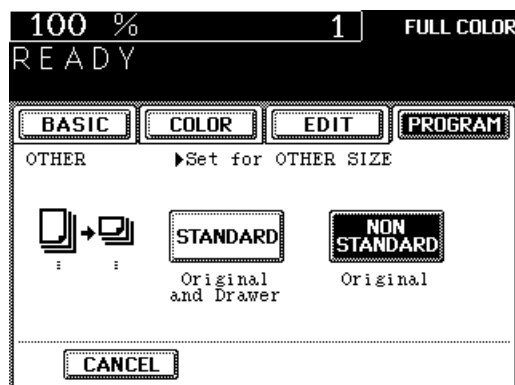 100 % 1 FULL COLOR
READY
BASIC COLOR EDIT PROGRAM
OTHER ▶Set for OTHER SIZE
STANDARD NON STANDARD
Original and Drawer Original
CANCEL